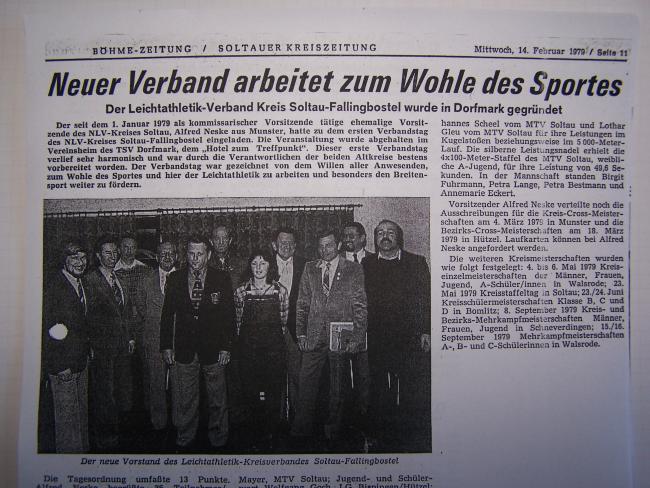 BÖHME-ZEITUNG / SOLTAUER KREISZEITUNG
Mittwoch, 14. Februar 1979 / Seite 11
Neuer Verband arbeitet zum Wohle des Sportes
Der Leichtathletik-Verband Kreis Soltau-Fallingbostel wurde in Dorfmark gegründet
Der seit dem 1. Januar 1979 als kommissarischer Vorsitzende tätige ehemalige Vorsit-
zende des NLV-Kreises Soltau, Alfred Neske aus Munster, hatte zu dem ersten Verbandstag
des NLV-Kreises Soltau-Fallingbostel eingeladen. Die Veranstaltung wurde abgehalten im
Vereinsheim des TSV Dorfmark, dem „Hotel zum Treffpunkt". Dieser erste Verbandstag
verlief sehr harmonisch und war durch die Verantwortlichen der beiden Altkreise bestens
vorbereitet worden. Der Verbandstag war gezeichnet von dem Willen aller Anwesenden,
zum Wohle des Sportes und hier der Leichtathletik zu arbeiten und besonders den Breiten-
sport weiter zu fördern.
Der neue Vorstand des Leichtathletik-Kreisverbandes Soltau-Fallingbostel
Die Tagesordnung umfaßte 13 Punkte.
Mayer, MTV Soltau; Jugend- und Schüler-
hannes Scheel vom MTV Soltau und Lothar
Gleu vom MTV Soltau für ihre Leistungen im
Kugelstoßen beziehungsweise im 5 000-Meter-
lauf. Die silberne Leistungsnadel erhielt die
4x100-Meter-Staffel des MTV Soltau, weibli-
che A-Jugend, für ihre Leistung von 49,6 Se-
kunden. In der Mannschaft standen Birgit
Fuhrmann, Petra Lange, Petra Bestmann und
Annemarie Eckert.
Vorsitzender Alfred Neske verteilte noch die
Ausschreibungen für die Kreis-Cross-Meister-
schaften am 4. März 1979 in Munster und die
Bezirks-Cross-Meisterschaften am 18. März
1979 in Hützel. Laufkarten können bei Alfred
Neske angefordert werden.
Die weiteren Kreismeisterschaften wurden
wie folgt festgelegt: 4. bis 6. Mai 1979 Kreis-
einzelmeisterschaften der Männer, Frauen,
Jugend, A-Schüler/innen in Walsrode; 23.
Mai 1979 Kreisstaffeltag in Soltau; 23./24. Juni
Kreisschülermeisterschaften Klasse B, C und
D in Bomlitz; 8. September 1979 Kreis- und
Bezirks-Mehrkampfmeisterschaften Männer,
Frauen, Jugend in Schneverdingen; 15./16.
September 1979 Mehrkampfmeisterschaften
A-, B- und C-Schülerinnen in Walsrode.